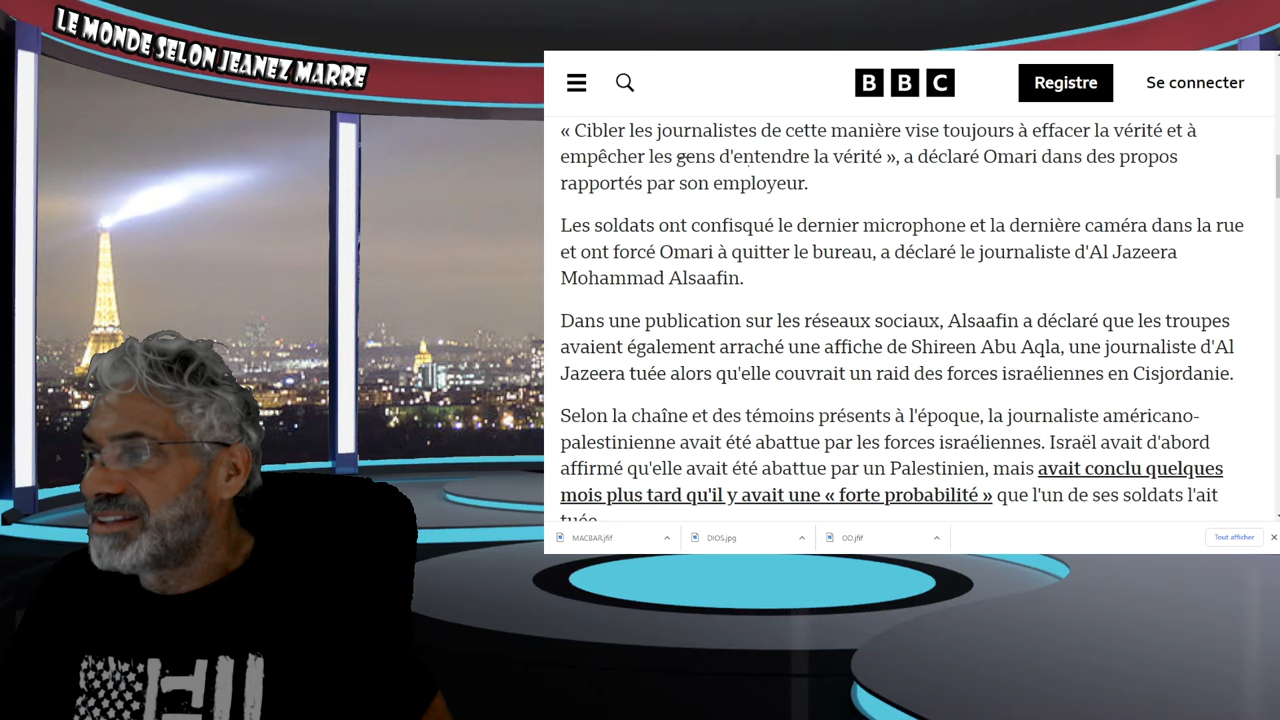 LE MONDE SELON JEANEZ MARRE
BBC
Registre
Se connecter
« Cibler les journalistes de cette manière vise toujours à effacer la vérité et à
empêcher les gens d'entendre la vérité », a déclaré Omari dans des propos
rapportés par son employeur.
Les soldats ont confisqué le dernier microphone et la dernière caméra dans la rue
et ont forcé Omari à quitter le bureau, a déclaré le journaliste d'Al Jazeera
Mohammad Alsaafin.
Dans une publication sur les réseaux sociaux, Alsaafin a déclaré que les troupes
avaient également arraché une affiche de Shireen Abu Aqla, une journaliste d'Al
Jazeera tuée alors qu'elle couvrait un raid des forces israéliennes en Cisjordanie.
Selon la chaîne et des témoins présents à l'époque, la journaliste américano-
palestinienne avait été abattue par les forces israéliennes. Israël avait d'abord
affirmé qu'elle avait été abattue par un Palestinien, mais avait conclu quelques
mois plus tard qu'il y avait une « forte probabilité » que l'un de ses soldats l'ait
tuée
MACBAR.jfif
DIOS.jpg
OD.jfif
Tout afficher